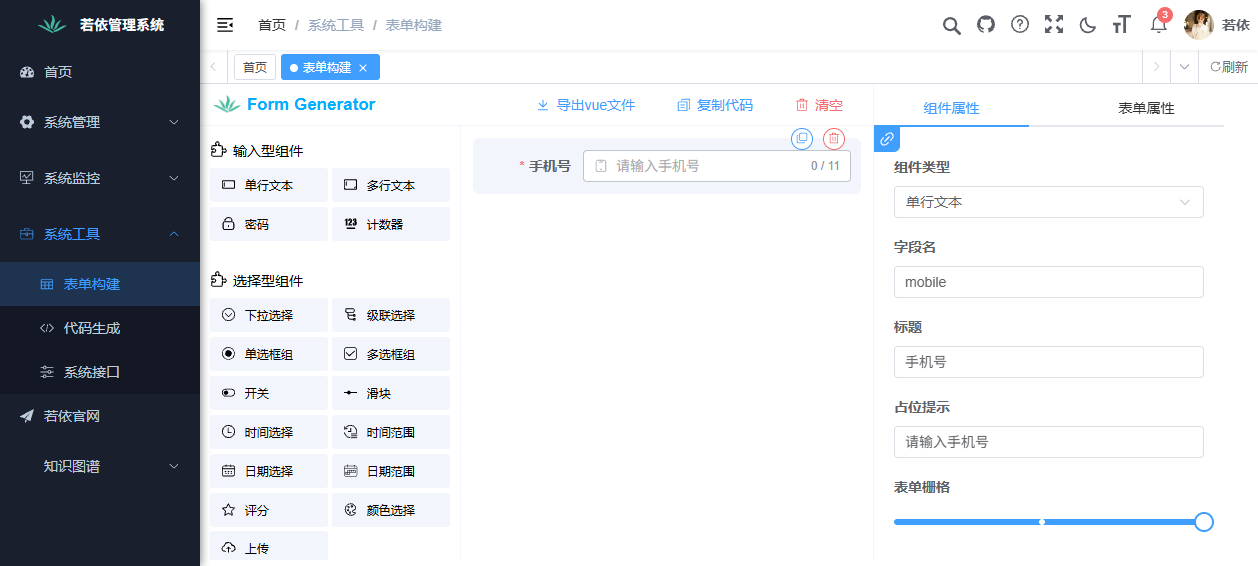 若依管理系统
首页
系统管理
系统监控
系统工具
表单构建
代码生成
系统接口
若依官网
知识图谱
首页 / 系统工具 / 表单构建
3
若依
首页
表单构建
刷新
Form Generator
导出vue文件
复制代码
清空
输入型组件
单行文本 多行文本
密码 123 计数器
选择型组件
下拉选择 级联选择
单选框组 多选框组
开关 滑块
时间选择 时间范围
日期选择 日期范围
评分 颜色选择
上传
* 手机号 请输入手机号 0 / 11
组件属性 表单属性
组件类型
单行文本
字段名
mobile
标题
手机号
占位提示
请输入手机号
表单栅格